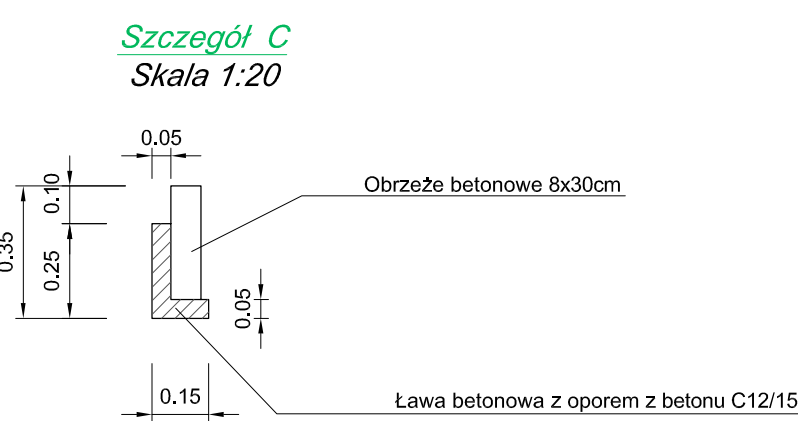 Szczegół C
Skala 1:20
0.05
Obrzeże betonowe 8x30cm
0.10
0.35
0.25
0.05
0.15
Ława betonowa z oporem z betonu C12/15